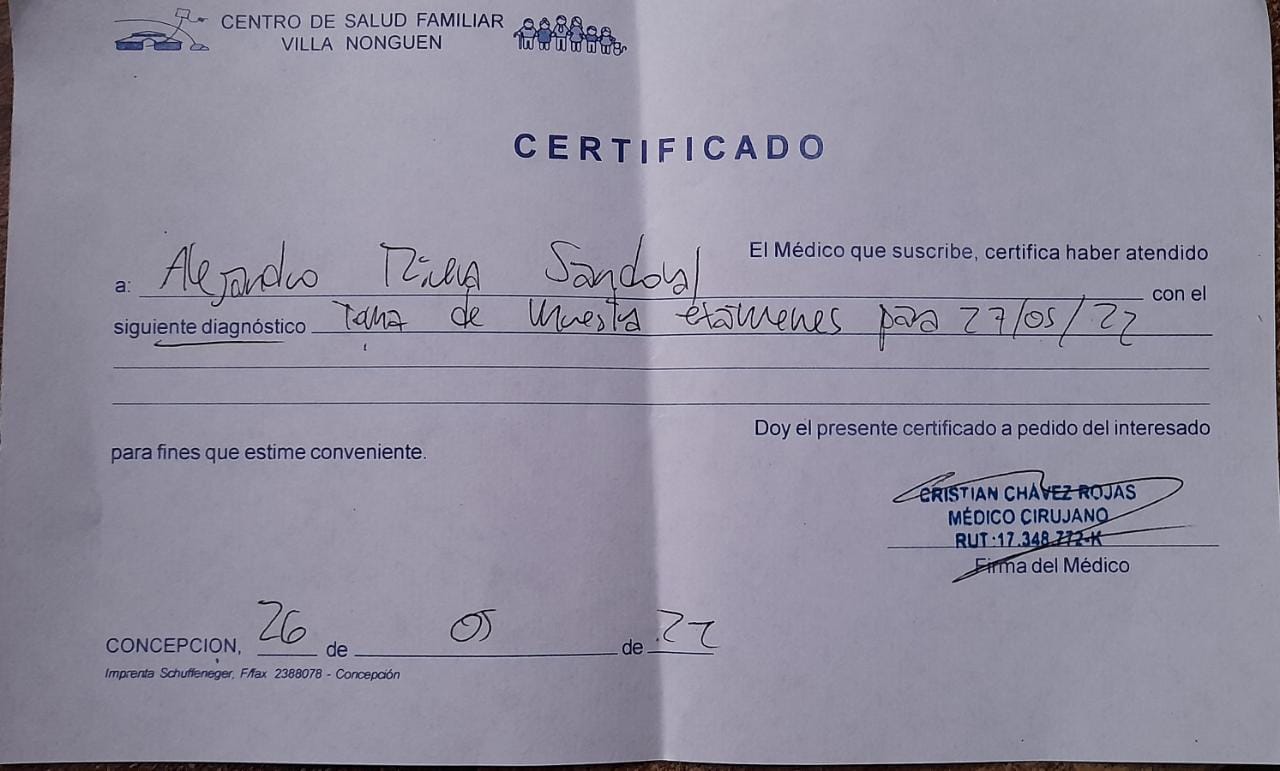 CENTRO DE SALUD FAMILIAR
VILLA NONGUEN
CERTIFICADO
El Médico que suscribe, certifica haber atendido
a: Alejandro Sandoval con el
siguiente diagnóstico Toma de muestra exámenes para 27/05/22
Doy el presente certificado a pedido del interesado
para fines que estime conveniente.
CRISTIAN CHÁVEZ ROJAS
MÉDICO CIRUJANO
RUT:17.348.772-K
Firma del Médico
CONCEPCION, 26 de 05 de 22
Imprenta Schuffeneger, F/fax 2388078 - Concepción